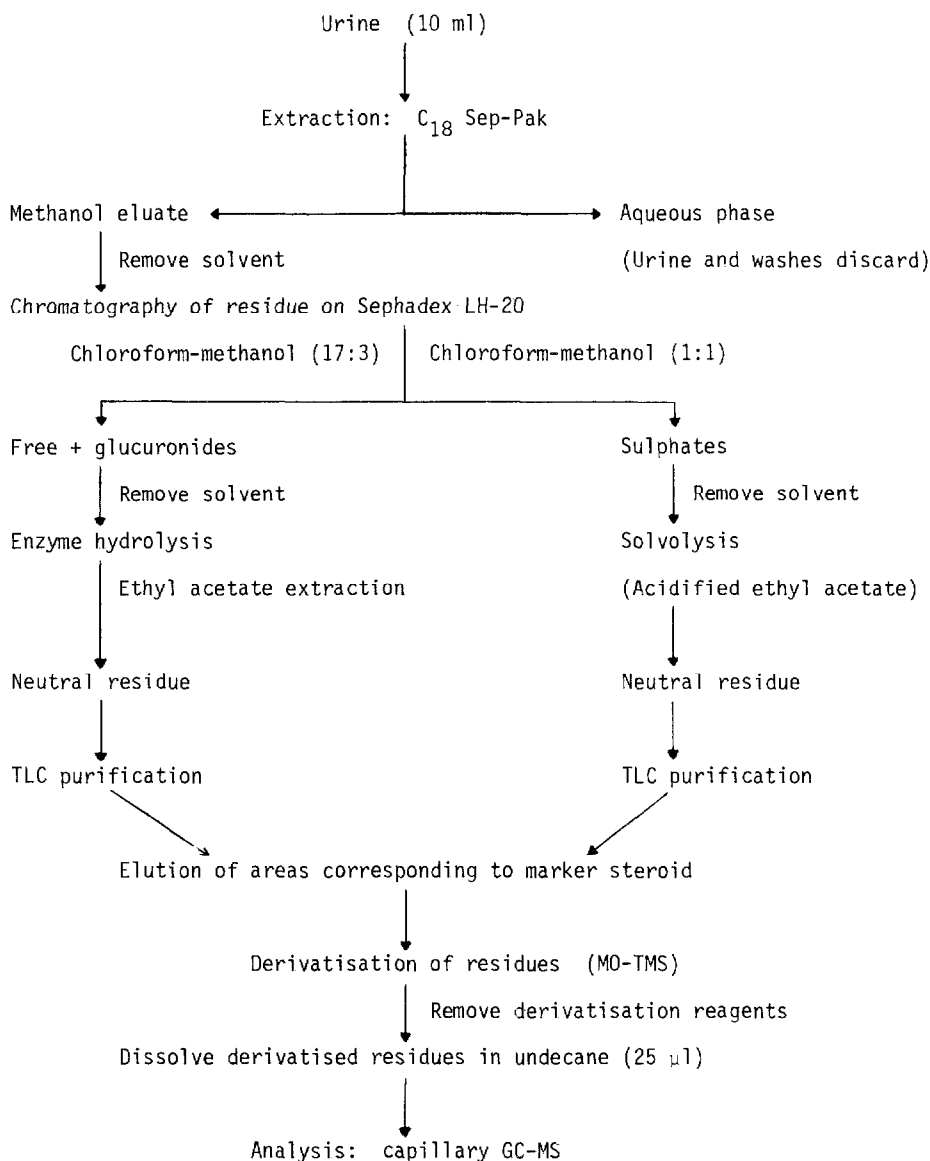 Urine (10 ml)
Extraction: C18 Sep-Pak
Methanol eluate
Aqueous phase
Remove solvent
(Urine and washes discard)
Chromatography of residue on Sephadex LH-20
Chloroform-methanol (17:3)
Chloroform-methanol (1:1)
Free + glucuronides
Sulphates
Remove solvent
Remove solvent
Enzyme hydrolysis
Solvolysis
Ethyl acetate extraction
(Acidified ethyl acetate)
Neutral residue
Neutral residue
TLC purification
TLC purification
Elution of areas corresponding to marker steroid
Derivatisation of residues (MO-TMS)
Remove derivatisation reagents
Dissolve derivatised residues in undecane (25 µl)
Analysis: capillary GC-MS